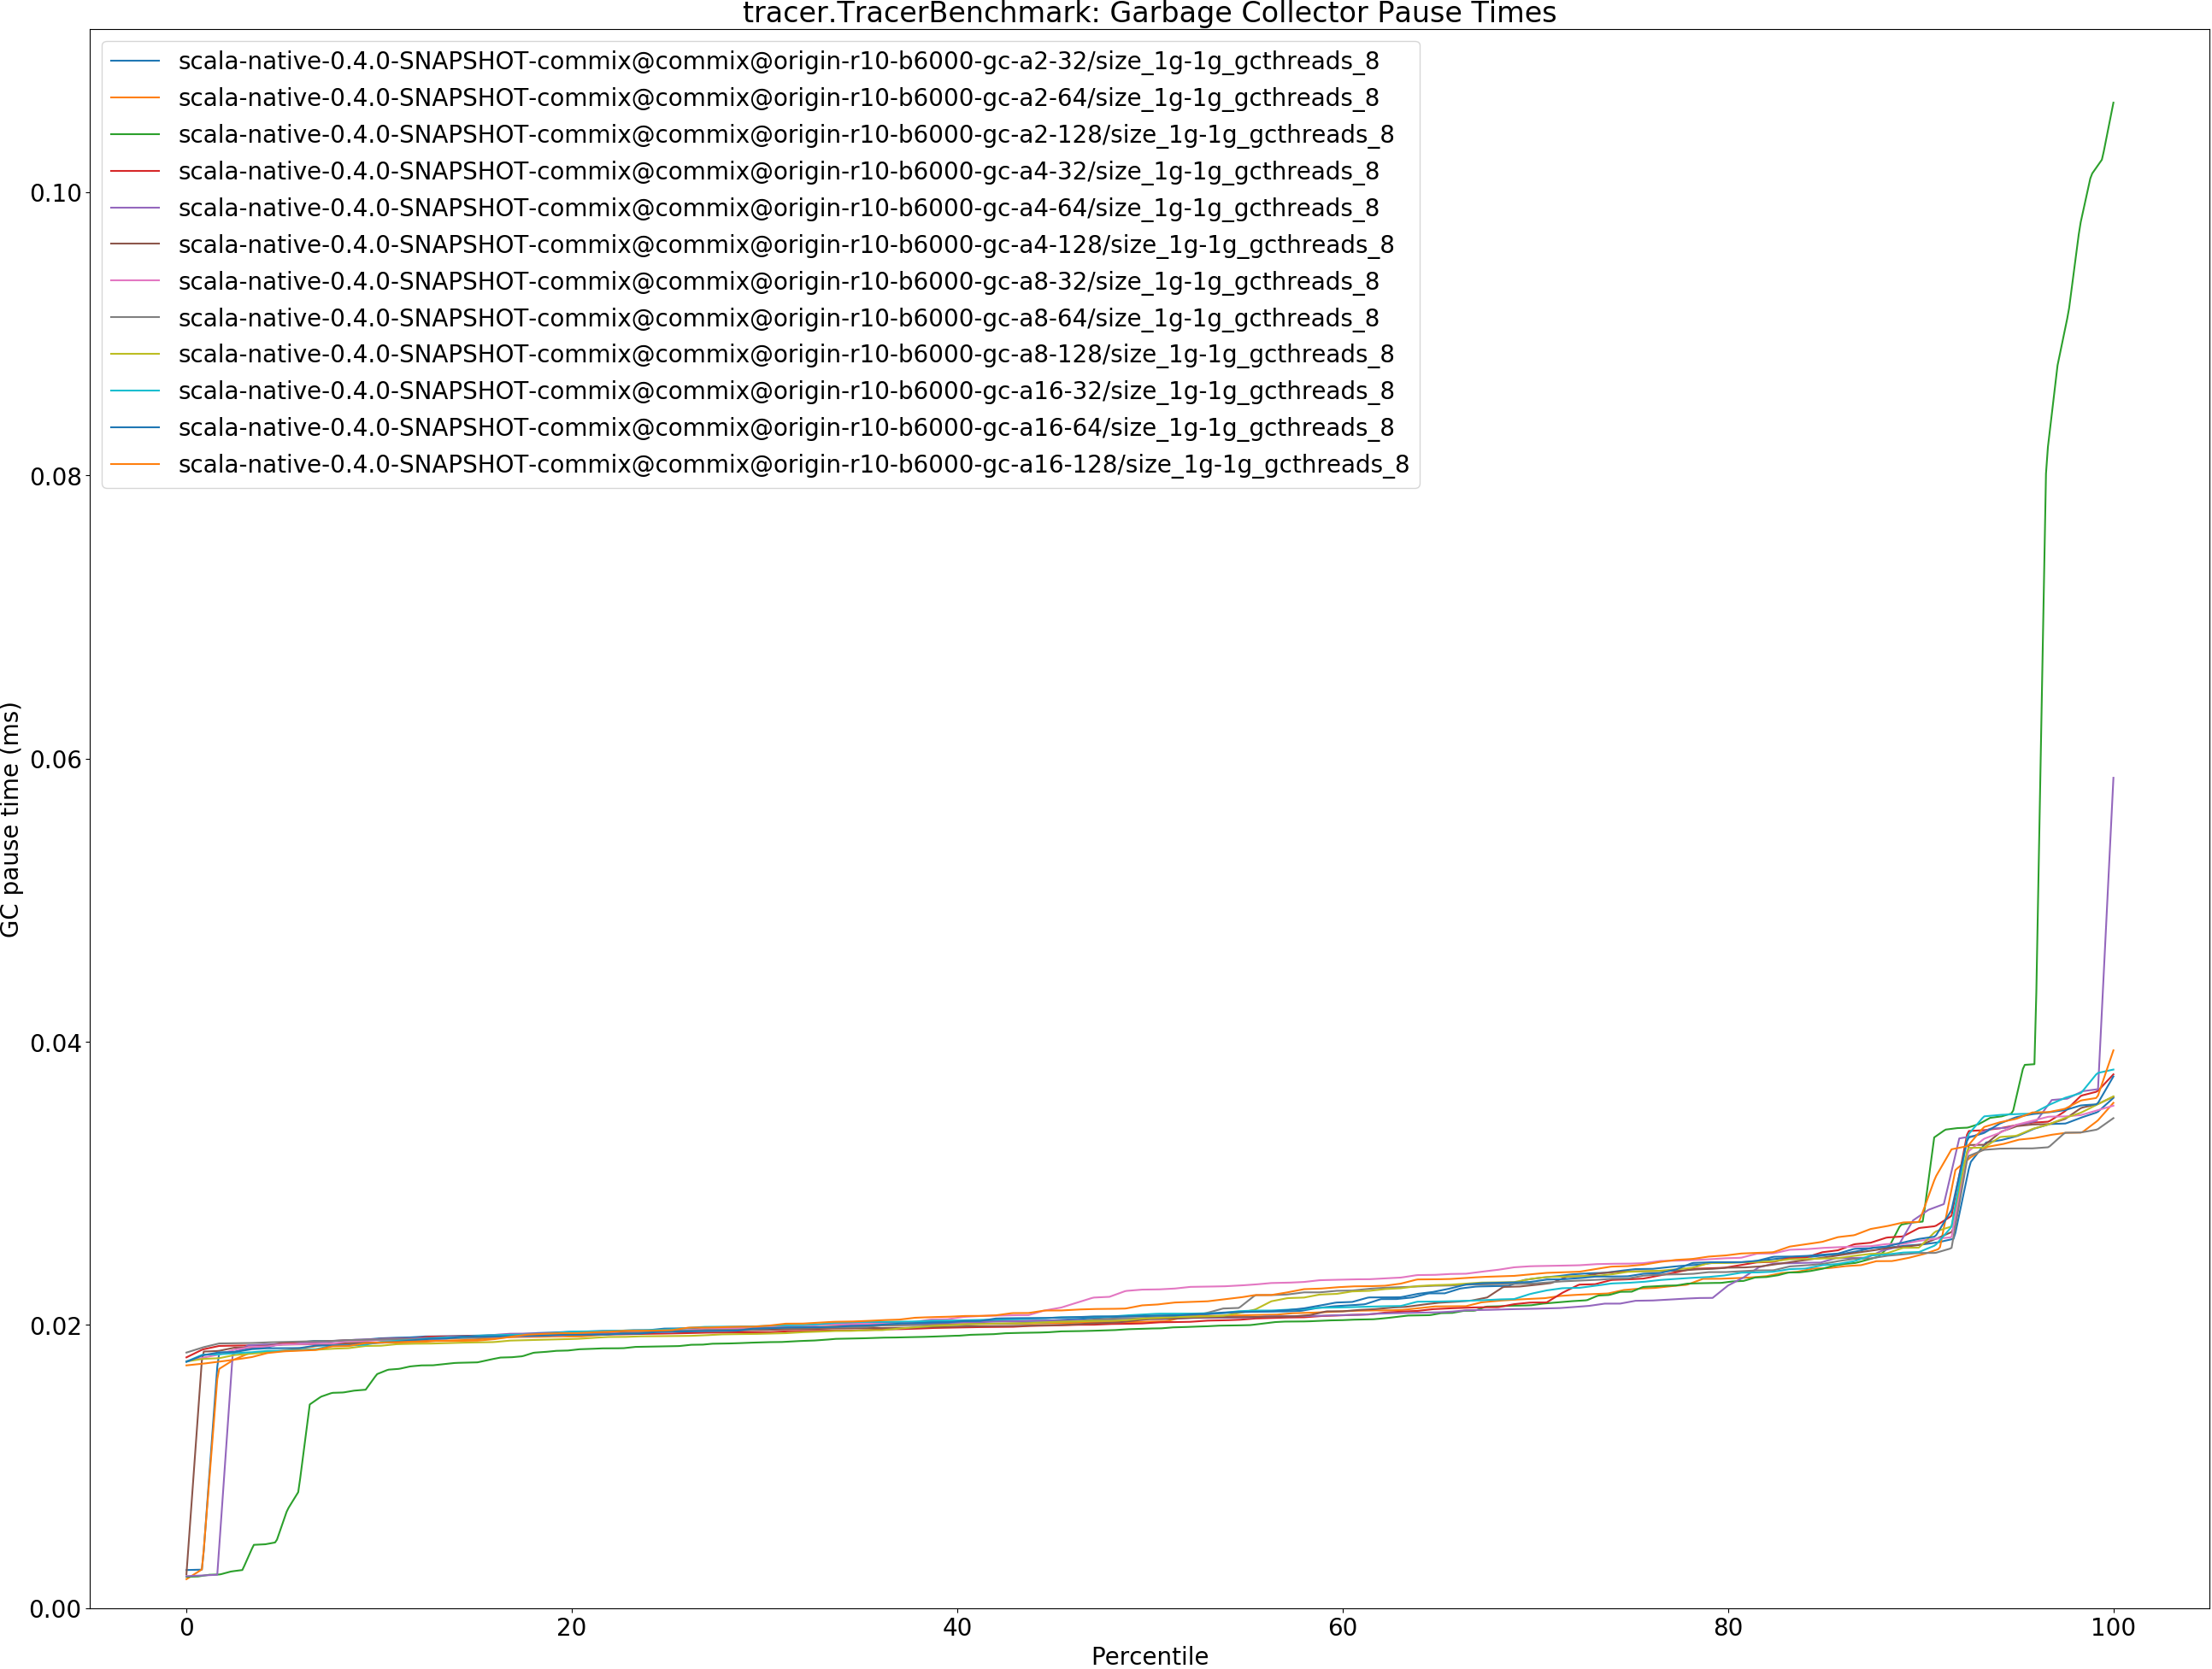 tracer.TracerBenchmark: Garbage Collector Pause Times
scala-native-0.4.0-SNAPSHOT-commix@commix@origin-r10-b6000-gc-a2-32/size_1g-1g_gcthreads_8
scala-native-0.4.0-SNAPSHOT-commix@commix@origin-r10-b6000-gc-a2-64/size_1g-1g_gcthreads_8
scala-native-0.4.0-SNAPSHOT-commix@commix@origin-r10-b6000-gc-a2-128/size_1g-1g_gcthreads_8
scala-native-0.4.0-SNAPSHOT-commix@commix@origin-r10-b6000-gc-a4-32/size_1g-1g_gcthreads_8
scala-native-0.4.0-SNAPSHOT-commix@commix@origin-r10-b6000-gc-a4-64/size_1g-1g_gcthreads_8
scala-native-0.4.0-SNAPSHOT-commix@commix@origin-r10-b6000-gc-a4-128/size_1g-1g_gcthreads_8
scala-native-0.4.0-SNAPSHOT-commix@commix@origin-r10-b6000-gc-a8-32/size_1g-1g_gcthreads_8
scala-native-0.4.0-SNAPSHOT-commix@commix@origin-r10-b6000-gc-a8-64/size_1g-1g_gcthreads_8
scala-native-0.4.0-SNAPSHOT-commix@commix@origin-r10-b6000-gc-a8-128/size_1g-1g_gcthreads_8
scala-native-0.4.0-SNAPSHOT-commix@commix@origin-r10-b6000-gc-a16-32/size_1g-1g_gcthreads_8
scala-native-0.4.0-SNAPSHOT-commix@commix@origin-r10-b6000-gc-a16-64/size_1g-1g_gcthreads_8
scala-native-0.4.0-SNAPSHOT-commix@commix@origin-r10-b6000-gc-a16-128/size_1g-1g_gcthreads_8
GC pause time (ms)
0.10
0.08
0.06
0.04
0.02
0.00
0 20 40 60 80 100
Percentile